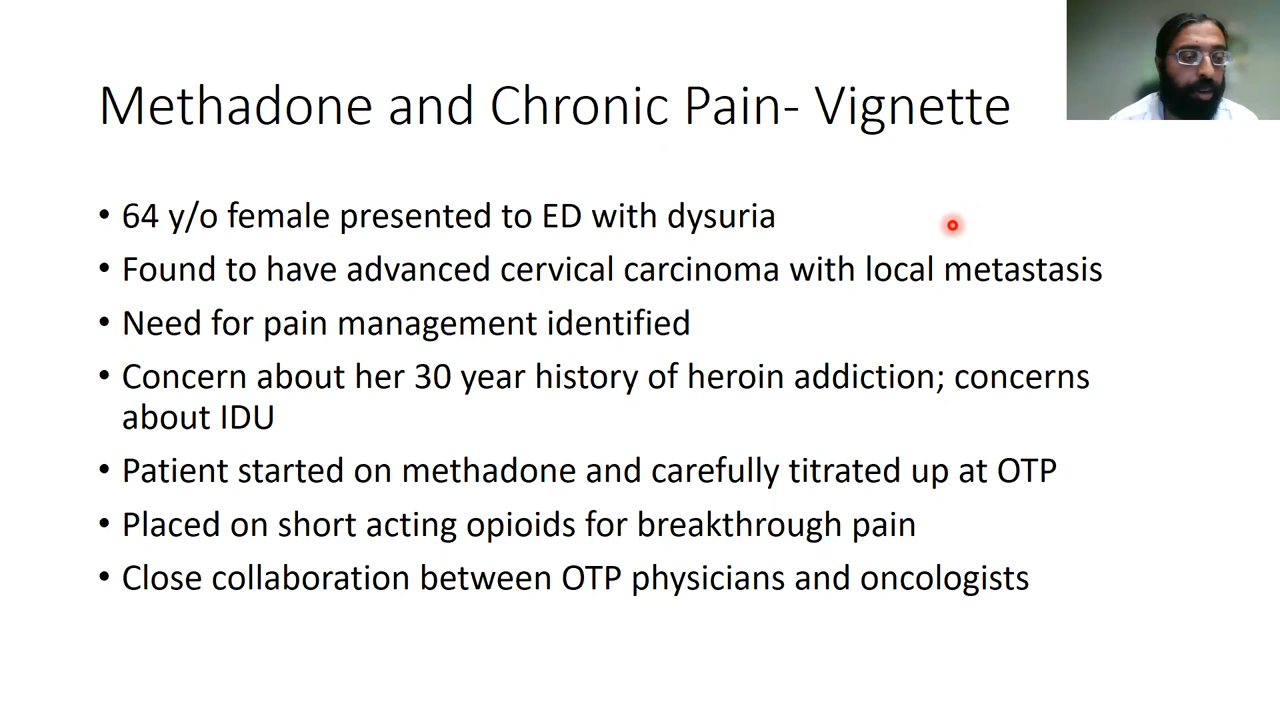 Methadone and Chronic Pain- Vignette
• 64 y/o female presented to ED with dysuria
• Found to have advanced cervical carcinoma with local metastasis
• Need for pain management identified
• Concern about her 30 year history of heroin addiction; concerns
about IDU
• Patient started on methadone and carefully titrated up at OTP
• Placed on short acting opioids for breakthrough pain
• Close collaboration between OTP physicians and oncologists